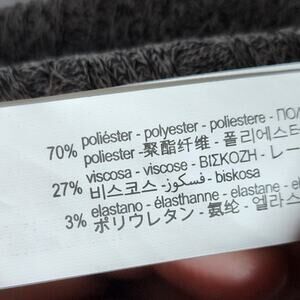 poliéster - polyester - poliestere - ПОЛ
70% poliester -聚酯纤维 - 폴리에스테
viscosa - viscose - ΒΙΣΚΟΖΗ - レー
27% 비스코스 - فسكوز - biskosa
elastano - élasthanne - elastane - el
3% ポリウレタン - 氨纶 - 엘라스